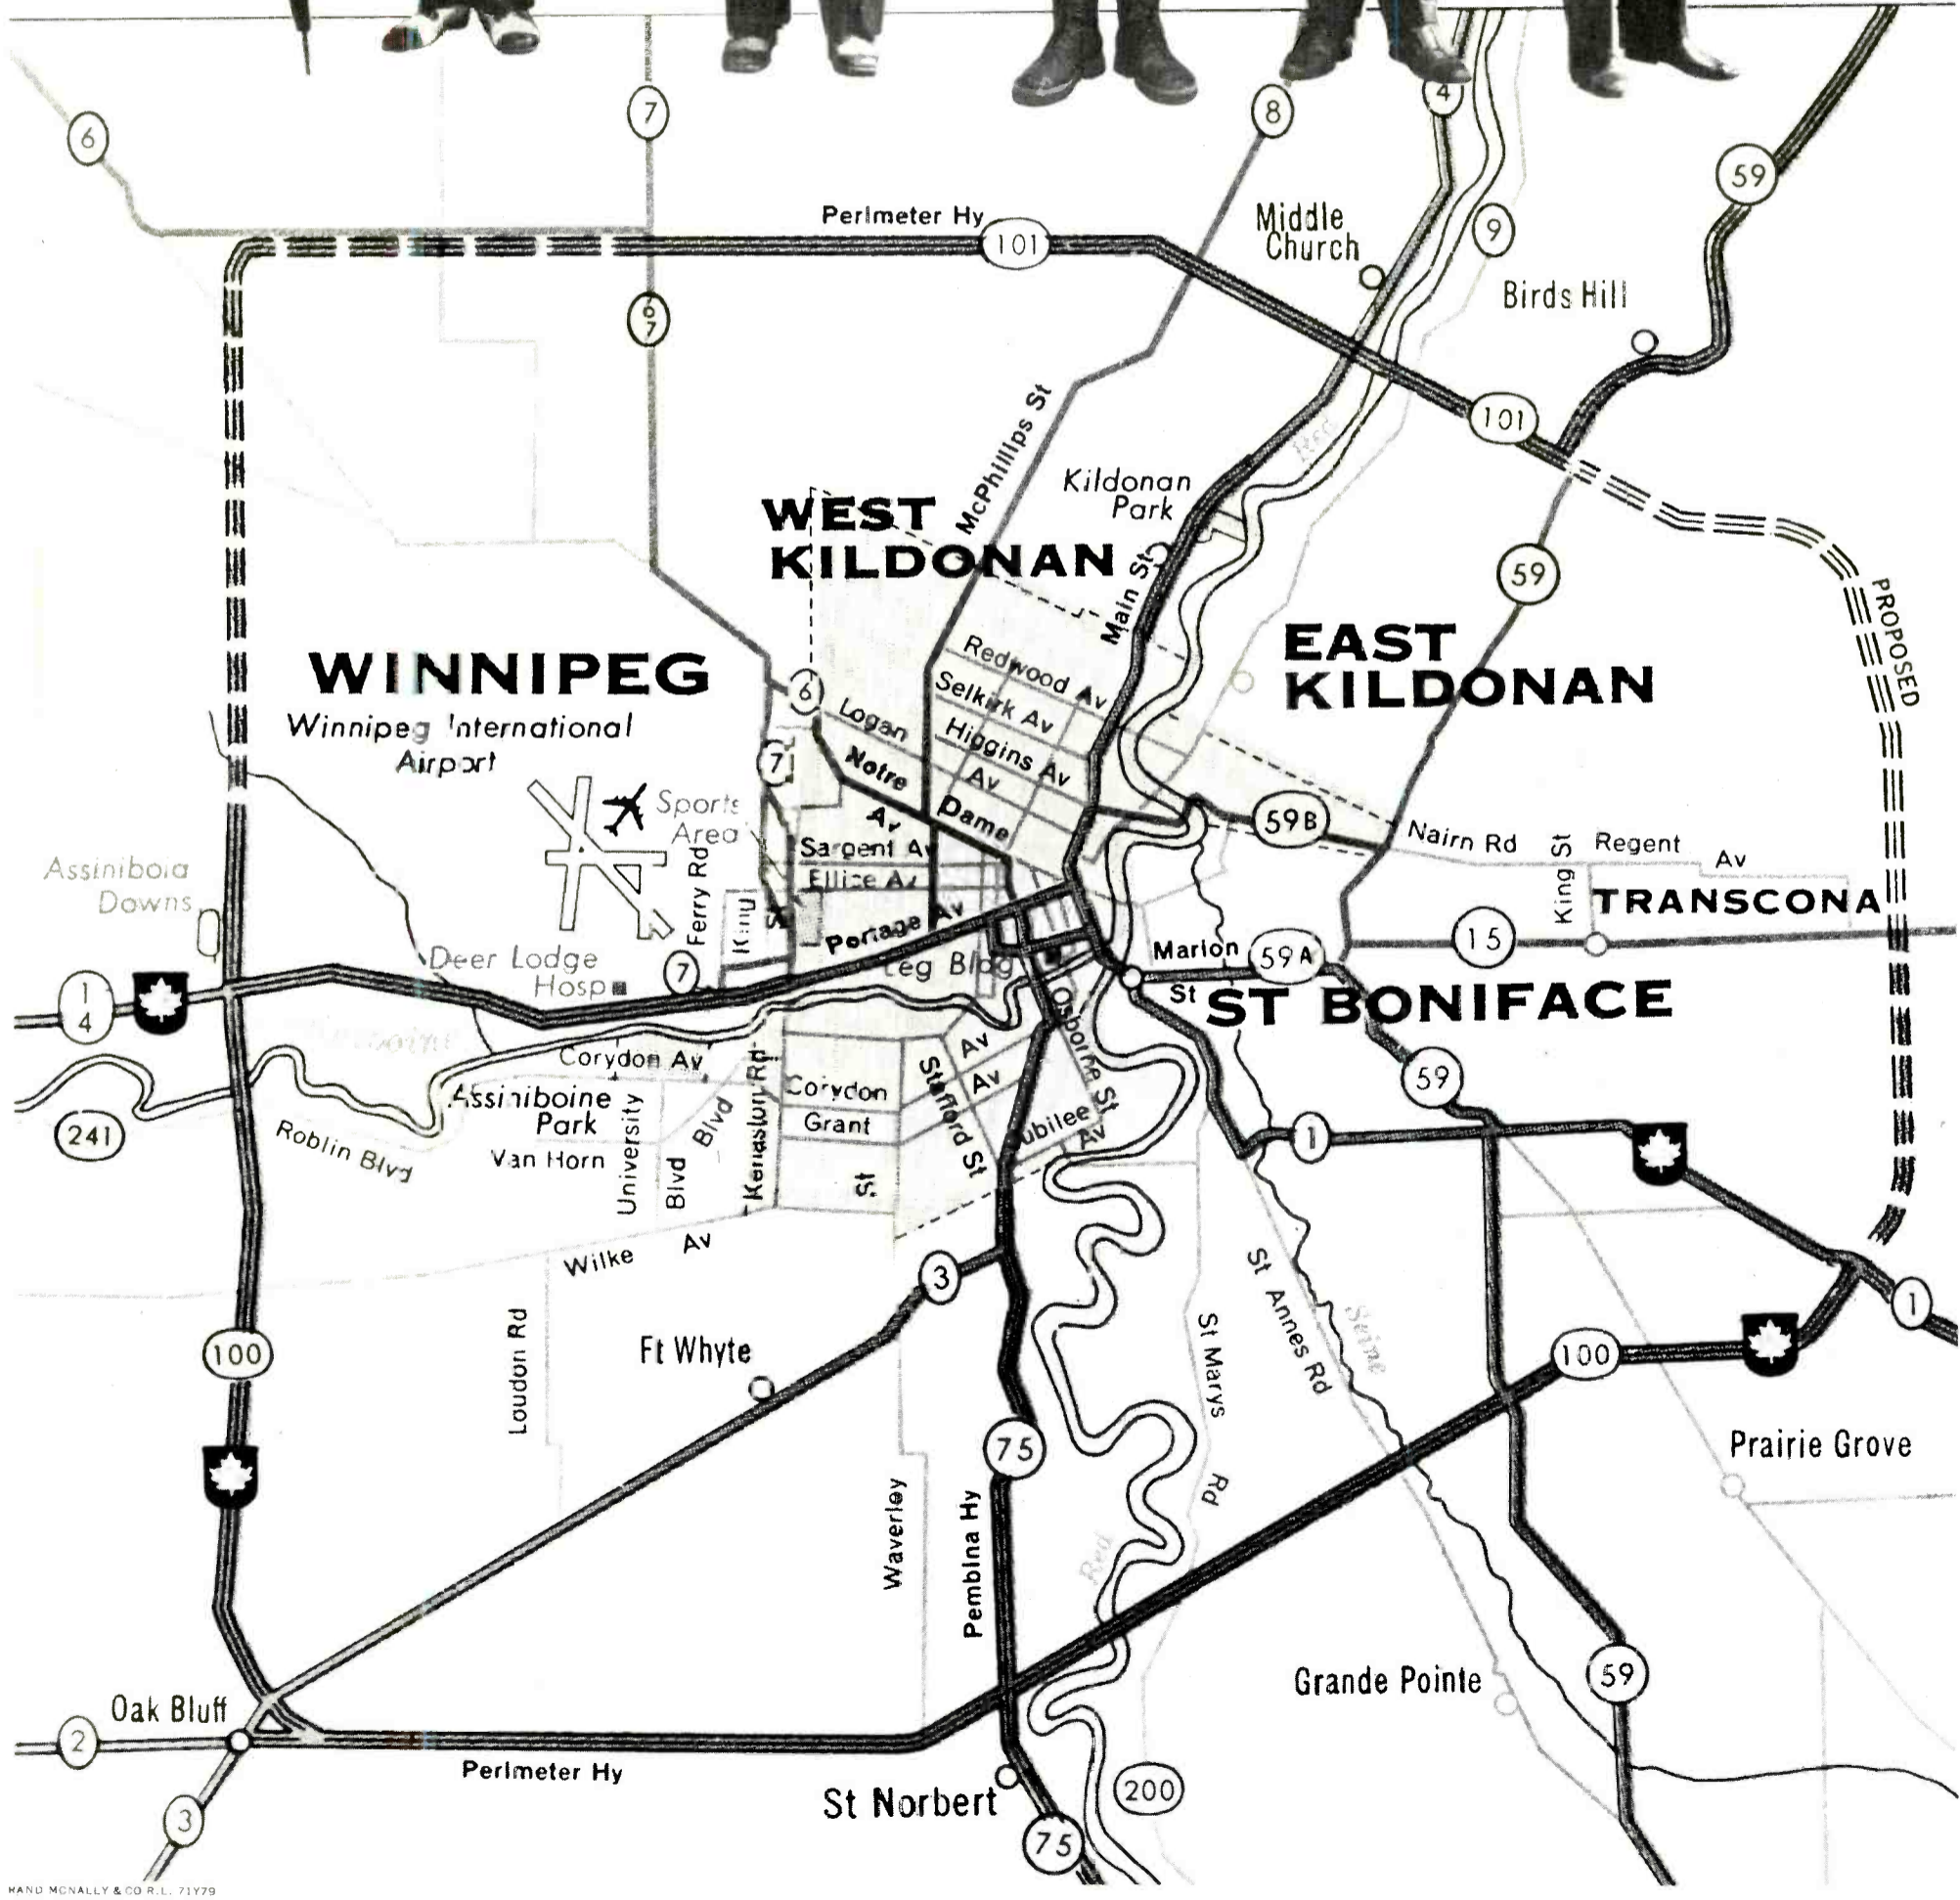 6
7
8
4
59
Perimeter Hy
101
Middle
Church
9
Birds Hill
6
7
101
McPhillips St
Kildonan
Park
WEST
KILDONAN
Main St
59
PROPOSED
EAST
KILDONAN
WINNIPEG
Winnipeg International
Airport
6
Redwood Av
Selkirk Av
Logan
Higgins Av
Av
7
Notre
Dame
Av
Sports
Area
59B
Nairn Rd
King St
Regent
Av
Sargent Av
Ellice Av
Ferry Rd
King
St
Assiniboia
Downs
TRANSCONA
Portage Av
15
Marion
St
59A
Leg Bldg
Deer Lodge
Hosp
7
1
4
ST BONIFACE
Osborne St
Corydon Av
Assiniboine
Park
Van Horn
University
Blvd
Blvd
Kenaston Rd
Corydon
Av
Grant
Av
Stafford St
Jubilee
Av
St
59
241
Roblin Blvd
1
Wilke
Av
3
St Annes Rd
Seine
1
100
Loudon Rd
Ft Whyte
St Marys
Rd
100
75
Prairie Grove
Waverley
Pembina Hy
Red
Grande Pointe
59
Oak Bluff
2
Perimeter Hy
St Norbert
200
3
75
RAND MCNALLY & CO R.L. 71Y79